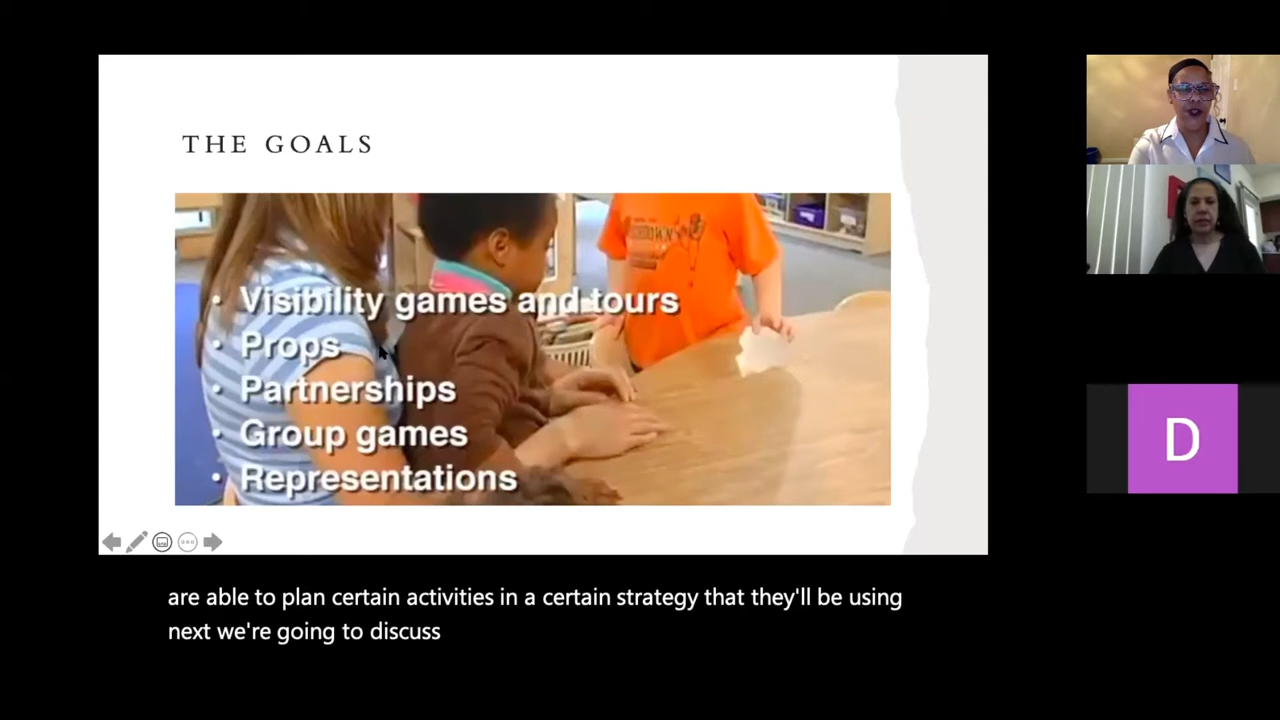 THE GOALS
• Visibility games and tours
• Props
• Partnerships
• Group games
• Representations
are able to plan certain activities in a certain strategy that they'll be using
next we're going to discuss
D